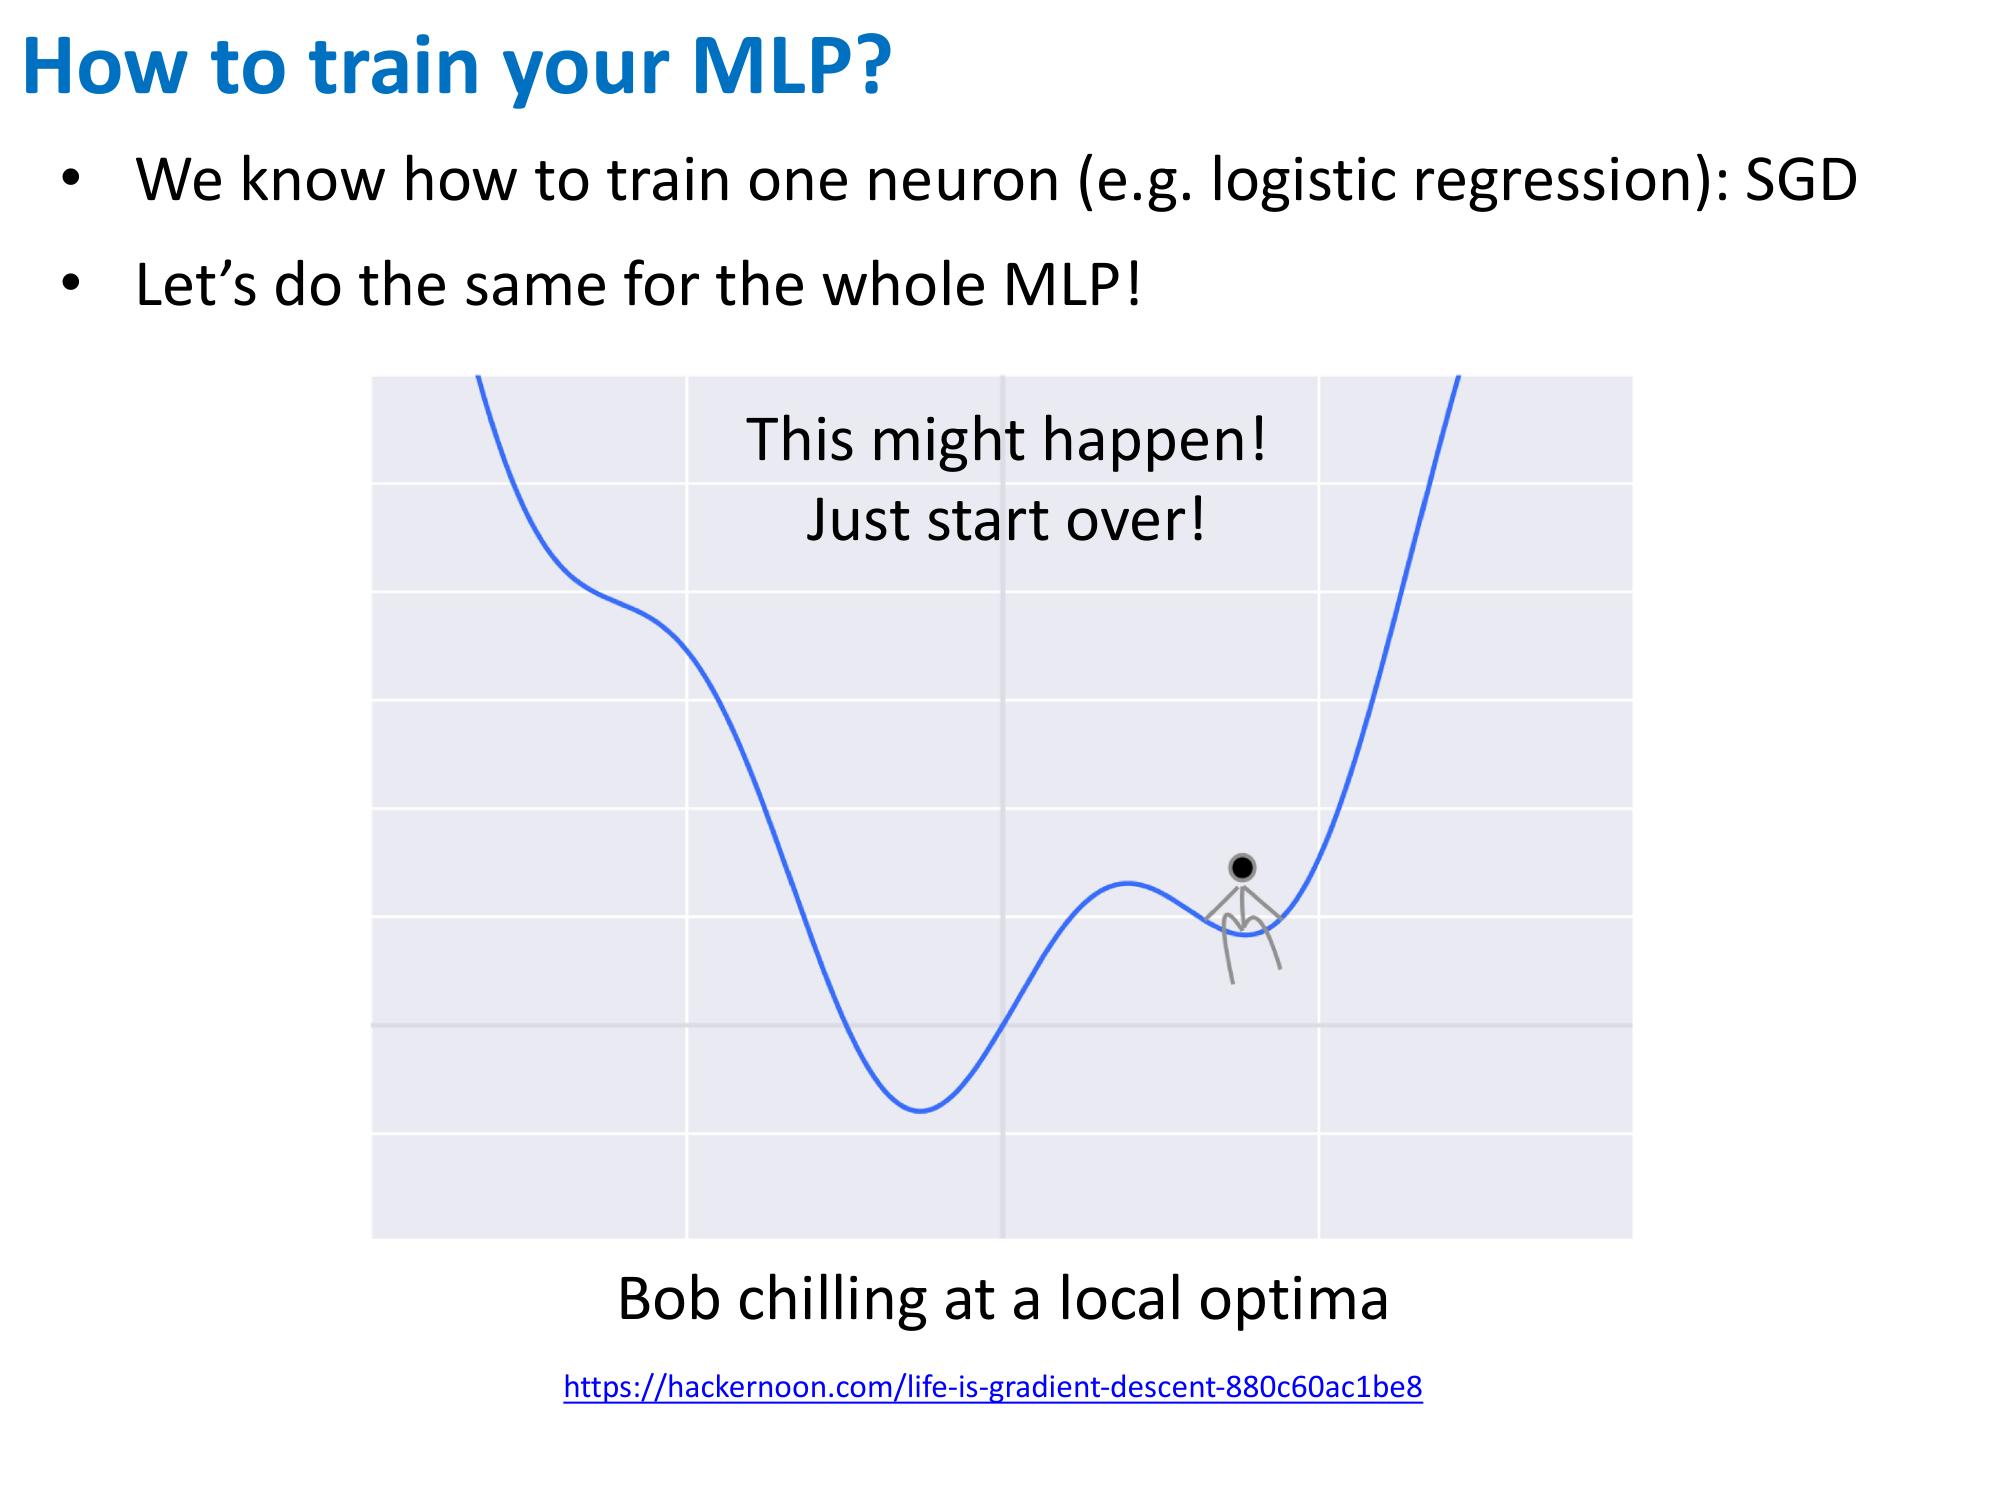 How to train your MLP?
• We know how to train one neuron (e.g. logistic regression): SGD
• Let’s do the same for the whole MLP!
This might happen!
Just start over!
Bob chilling at a local optima
https://hackernoon.com/life-is-gradient-descent-880c60ac1be8